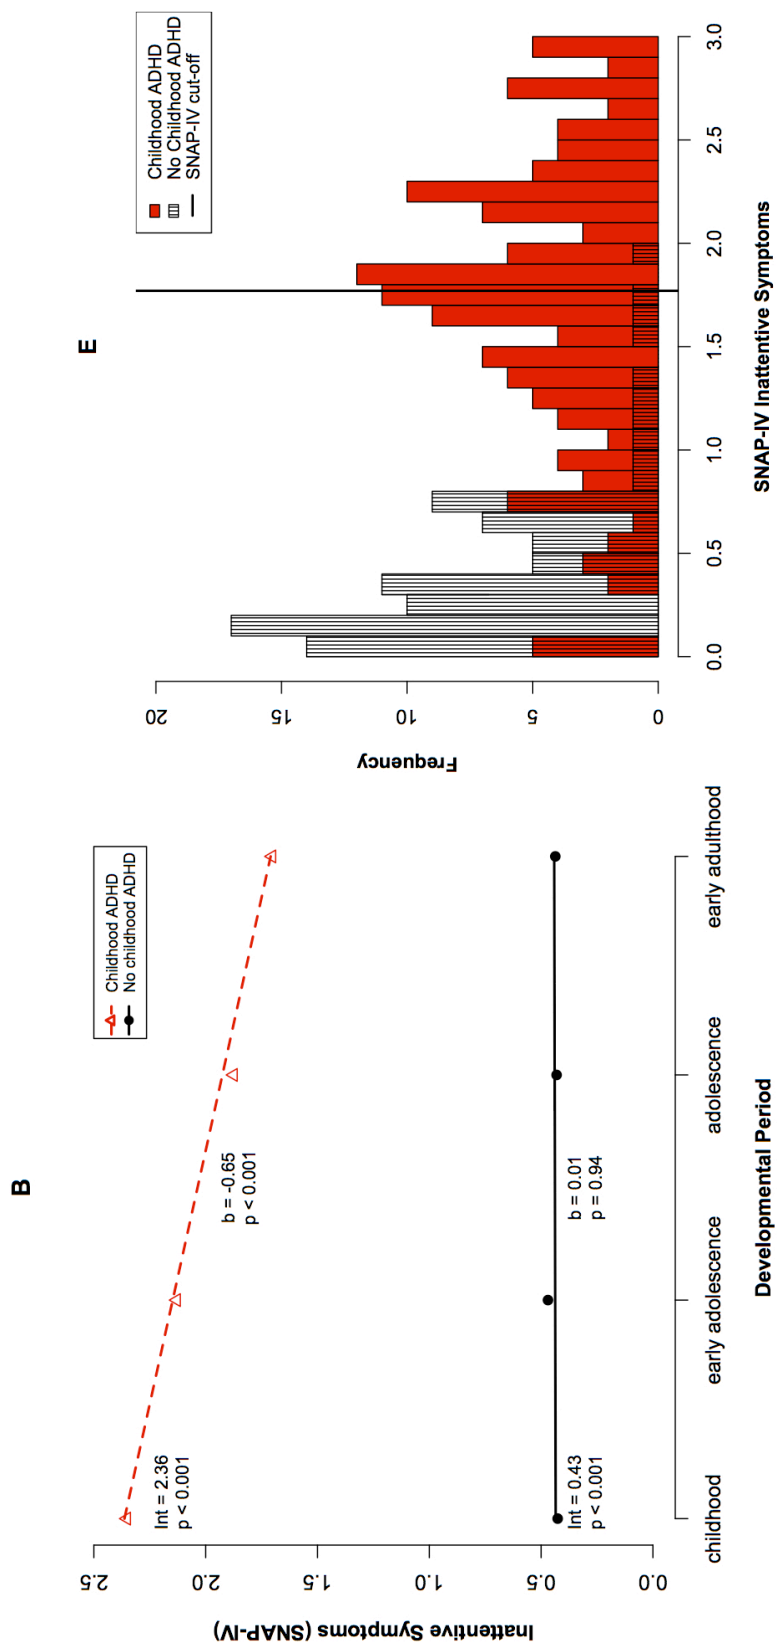 B
Inattentive Symptoms (SNAP-IV)
2.5
2.0
1.5
1.0
0.5
0.0
Childhood ADHD
No childhood ADHD
Int = 2.36
p < 0.001
b = -0.65
p < 0.001
Int = 0.43
p < 0.001
b = 0.01
p = 0.94
childhood
early adolescence
adolescence
early adulthood
Developmental Period
E
Frequency
20
15
10
5
0
Childhood ADHD
No Childhood ADHD
SNAP-IV cut-off
0.0
0.5
1.0
1.5
2.0
2.5
3.0
SNAP-IV Inattentive Symptoms